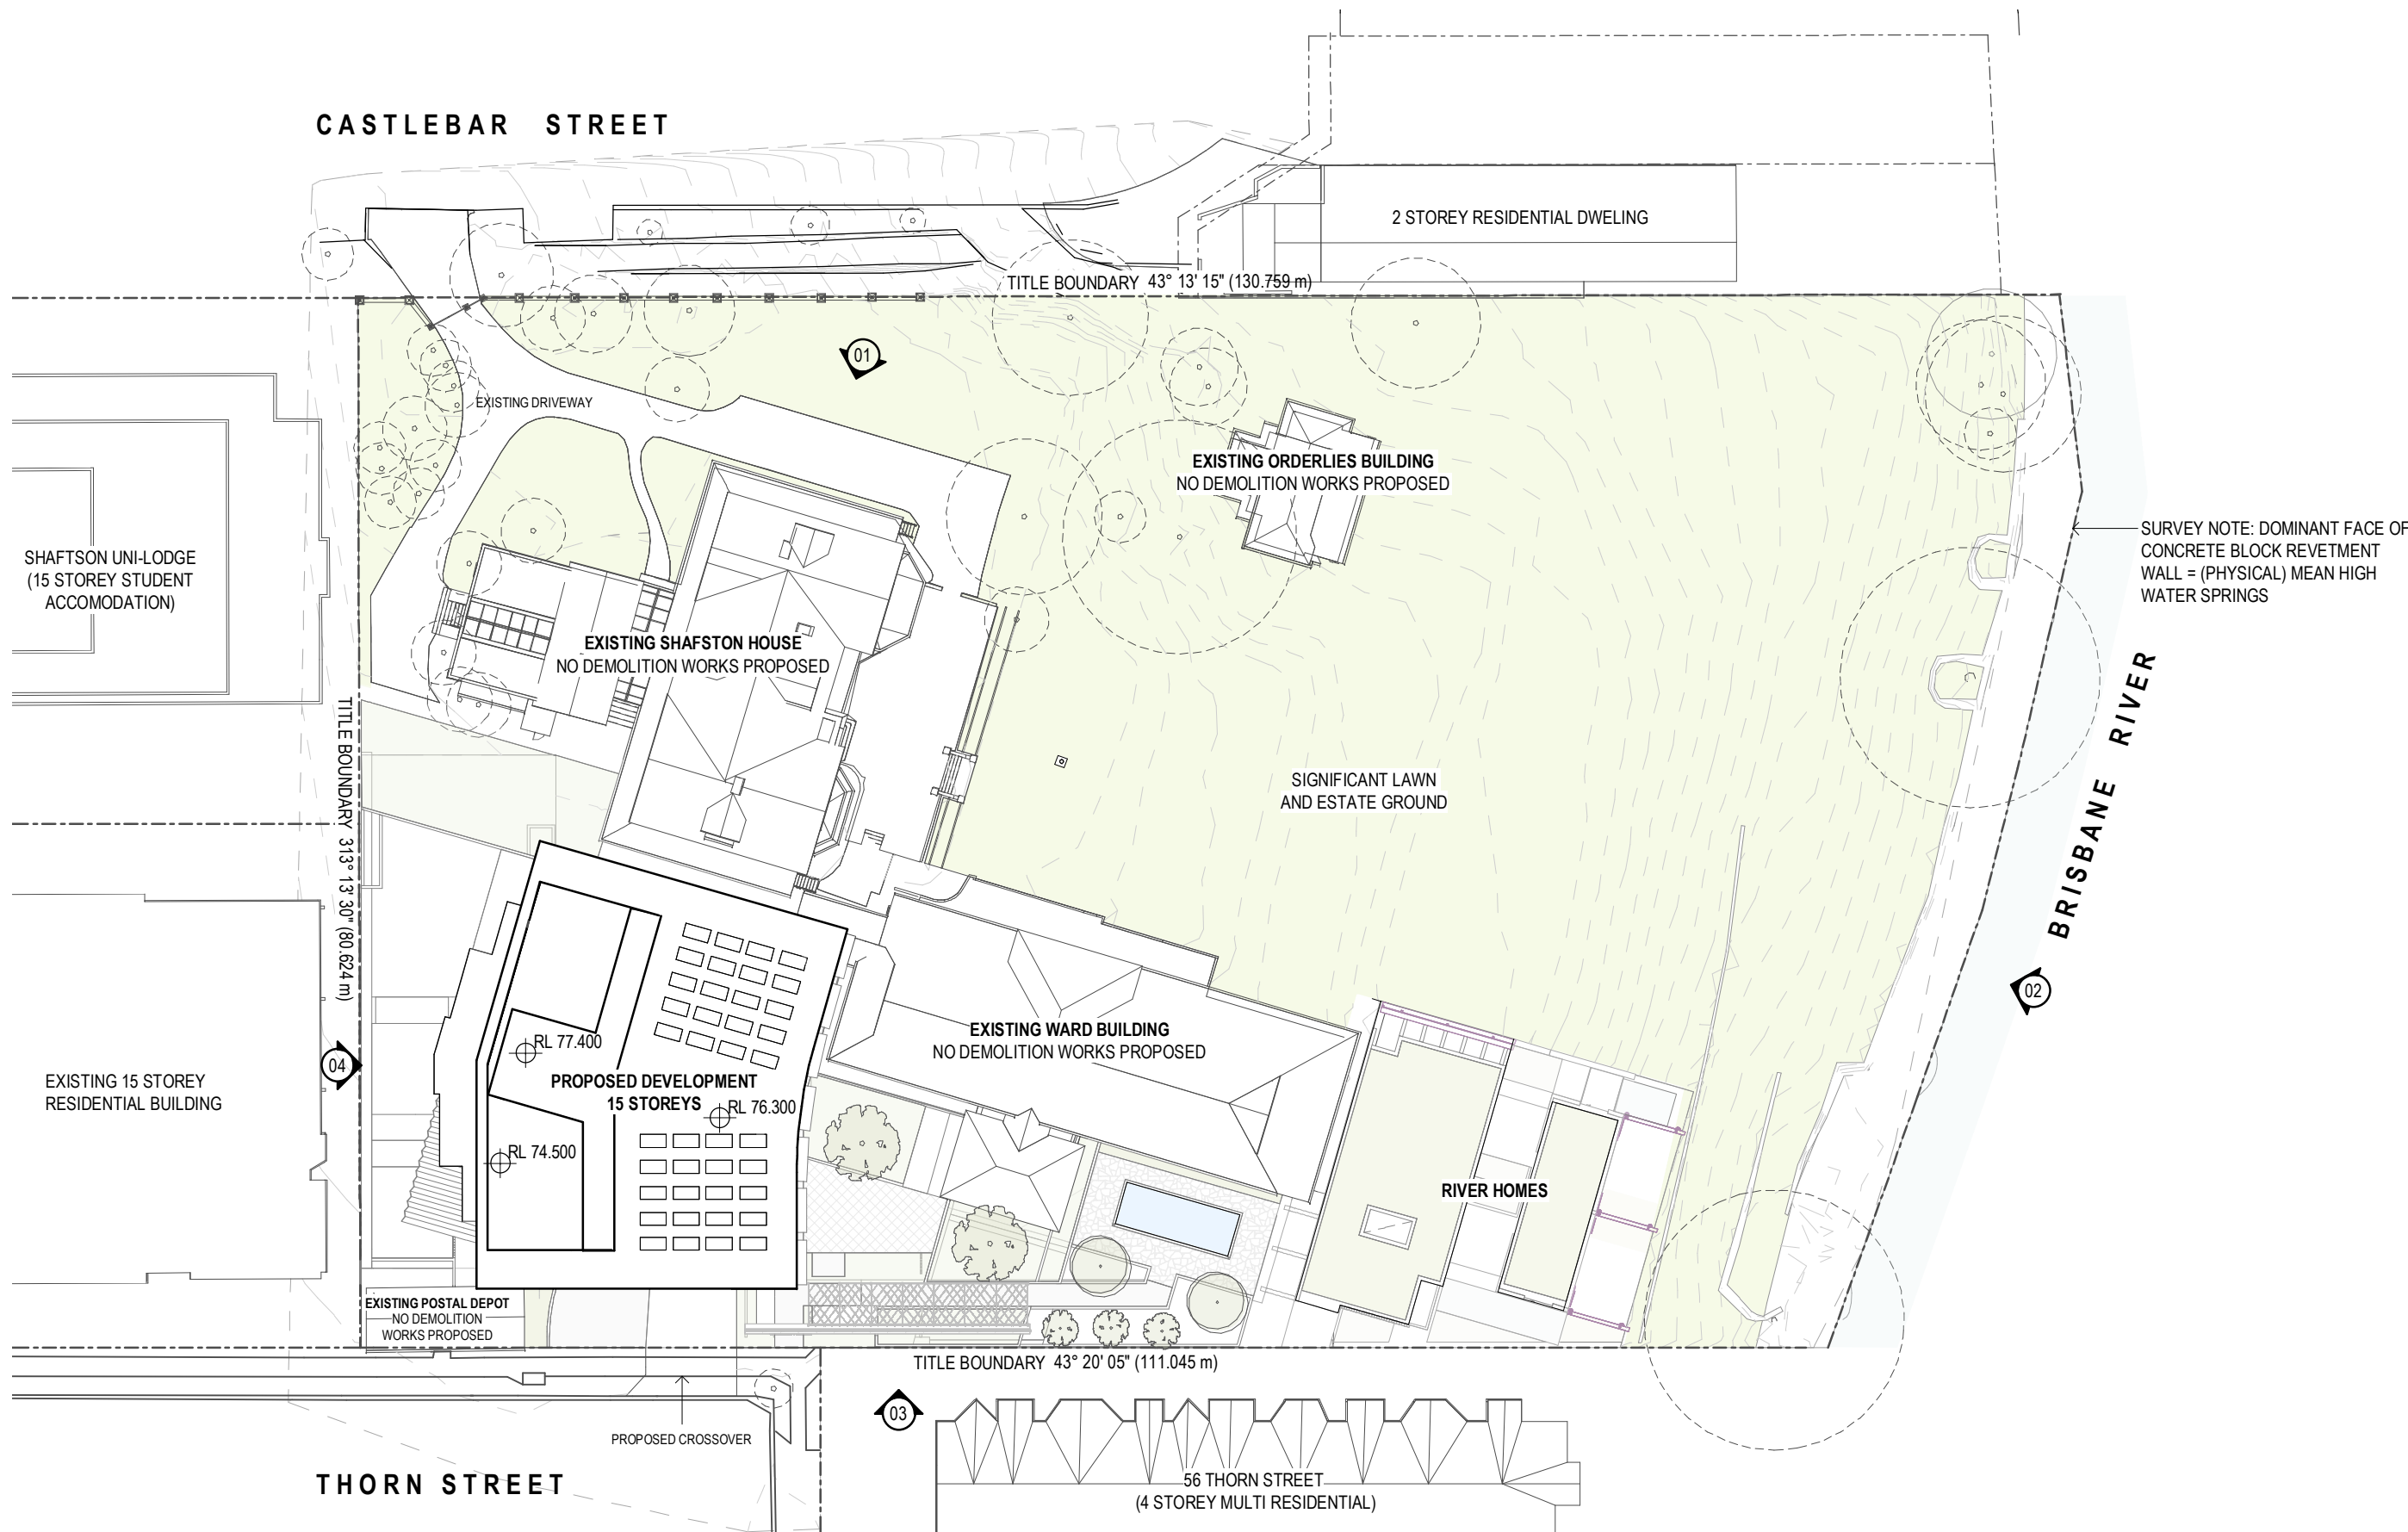 CASTLEBAR STREET
2 STOREY RESIDENTIAL DWELING
TITLE BOUNDARY 43° 13' 15" (130.759 m)
01
EXISTING DRIVEWAY
EXISTING ORDERLIES BUILDING
NO DEMOLITION WORKS PROPOSED
SURVEY NOTE: DOMINANT FACE OF
CONCRETE BLOCK REVETMENT
WALL = (PHYSICAL) MEAN HIGH
WATER SPRINGS
SHAFTSON UNI-LODGE
(15 STOREY STUDENT
ACCOMODATION)
EXISTING SHAFSTON HOUSE
NO DEMOLITION WORKS PROPOSED
TITLE BOUNDARY 313° 13' 30" (80.624 m)
SIGNIFICANT LAWN
AND ESTATE GROUND
BRISBANE RIVER
02
EXISTING WARD BUILDING
NO DEMOLITION WORKS PROPOSED
RL 77.400
04
PROPOSED DEVELOPMENT
15 STOREYS
RL 76.300
RL 74.500
EXISTING 15 STOREY
RESIDENTIAL BUILDING
RIVER HOMES
EXISTING POSTAL DEPOT
NO DEMOLITION
WORKS PROPOSED
TITLE BOUNDARY 43° 20' 05" (111.045 m)
03
PROPOSED CROSSOVER
THORN STREET
56 THORN STREET
(4 STOREY MULTI RESIDENTIAL)